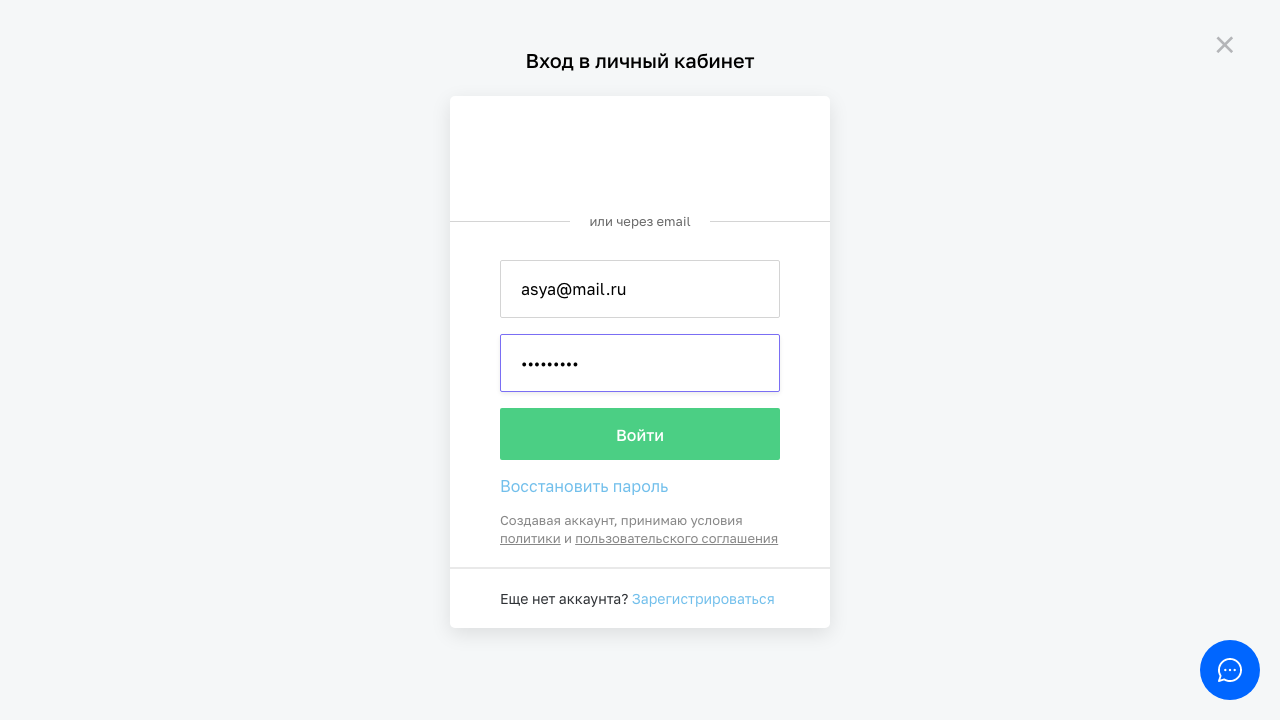 Вход в личный кабинет
или через email
asya@mail.ru
•••••••••
Войти
Восстановить пароль
Создавая аккаунт, принимаю условия
политики и пользовательского соглашения
Еще нет аккаунта? Зарегистрироваться